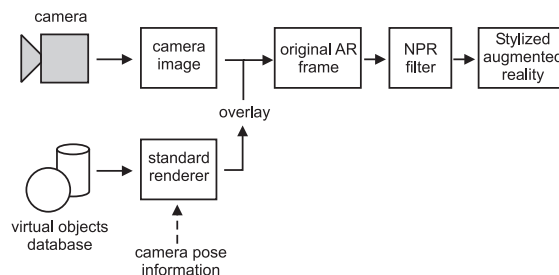 camera
camera
image
original AR
frame
NPR
filter
Stylized
augmented
reality
overlay
standard
renderer
virtual objects
database
camera pose
information